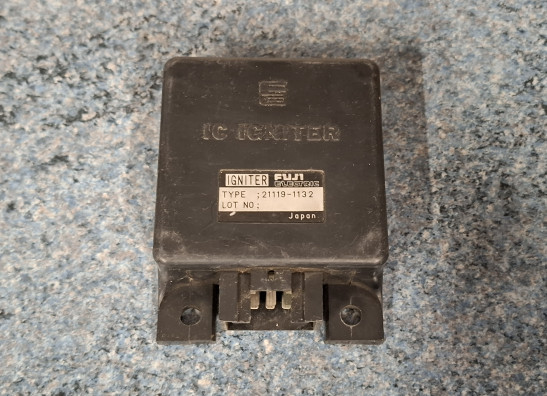 IC IGNITER
IGNITER FUJI ELECTRIC
TYPE ;21119-1132
LOT NO;
Japan